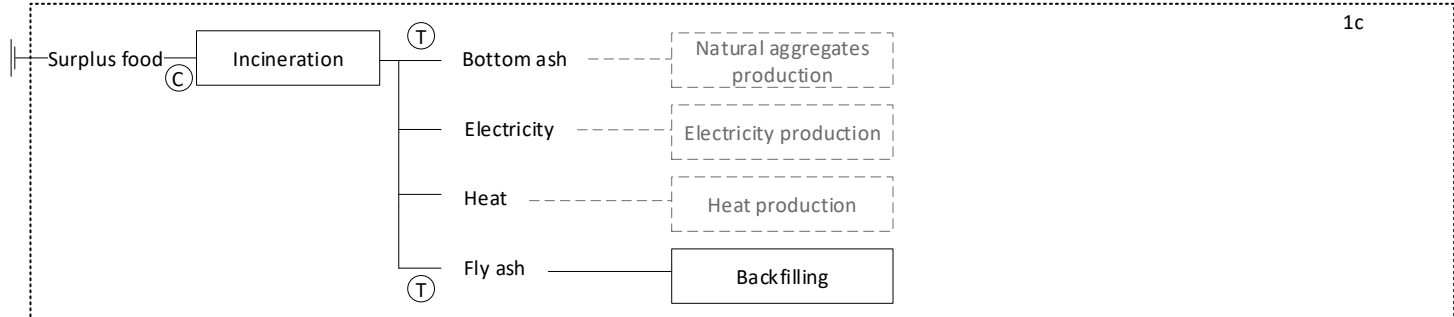 1c
Surplus food
C
Incineration
T
Bottom ash
Natural aggregates
production
Electricity
Electricity production
Heat
Heat production
T
Fly ash
Backfilling